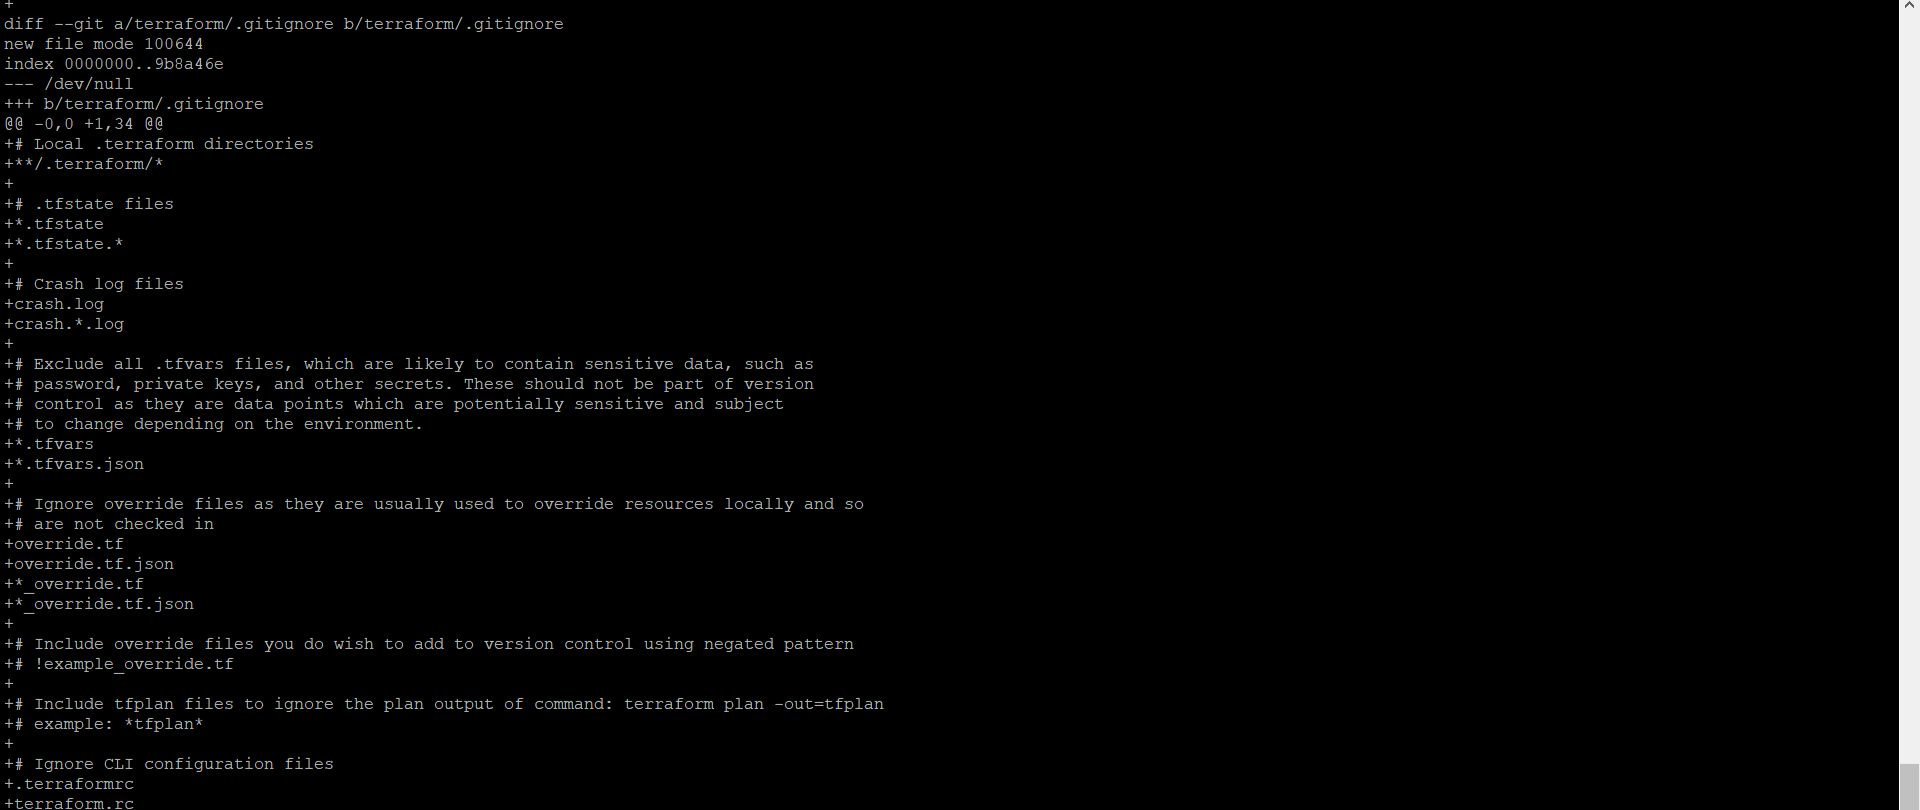 +
diff --git a/terraform/.gitignore b/terraform/.gitignore
new file mode 100644
index 0000000..9b8a46e
--- /dev/null
+++ b/terraform/.gitignore
@@ -0,0 +1,34 @@
+# Local .terraform directories
+**/.terraform/*
+
+# .tfstate files
+*.tfstate
+*.tfstate.*
+
+# Crash log files
+crash.log
+crash.*.log
+
+# Exclude all .tfvars files, which are likely to contain sensitive data, such as
+# password, private keys, and other secrets. These should not be part of version
+# control as they are data points which are potentially sensitive and subject
+# to change depending on the environment.
+*.tfvars
+*.tfvars.json
+
+# Ignore override files as they are usually used to override resources locally and so
+# are not checked in
+override.tf
+override.tf.json
+*_override.tf
+*_override.tf.json
+
+# Include override files you do wish to add to version control using negated pattern
+# !example_override.tf
+
+# Include tfplan files to ignore the plan output of command: terraform plan -out=tfplan
+# example: *tfplan*
+
+# Ignore CLI configuration files
+.terraformrc
+terraform.rc